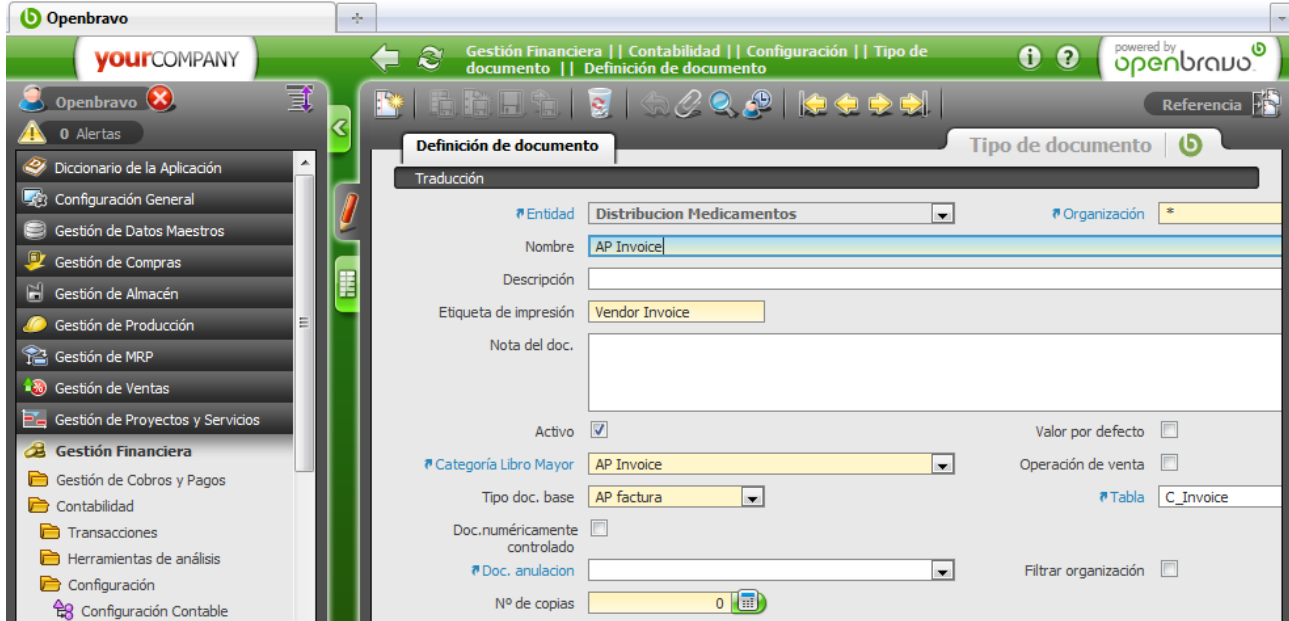 Openbravo
yourCOMPANY
Gestión Financiera || Contabilidad || Configuración || Tipo de
documento || Definición de documento
powered by
openbravo
Openbravo
Referencia
0 Alertas
Definición de documento
Tipo de documento
Traducción
Diccionario de la Aplicación
Configuración General
Gestión de Datos Maestros
Gestión de Compras
Gestión de Almacén
Gestión de Producción
Gestión de MRP
Gestión de Ventas
Gestión de Proyectos y Servicios
Gestión Financiera
Gestión de Cobros y Pagos
Contabilidad
Transacciones
Herramientas de análisis
Configuración
Configuración Contable
Entidad Distribucion Medicamentos Organización *
Nombre AP Invoice
Descripción
Etiqueta de impresión Vendor Invoice
Nota del doc.
Activo Valor por defecto
Categoría Libro Mayor AP Invoice Operación de venta
Tipo doc. base AP factura Tabla C_Invoice
Doc.numéricamente
controlado
Doc. anulacion Filtrar organización
Nº de copias 0